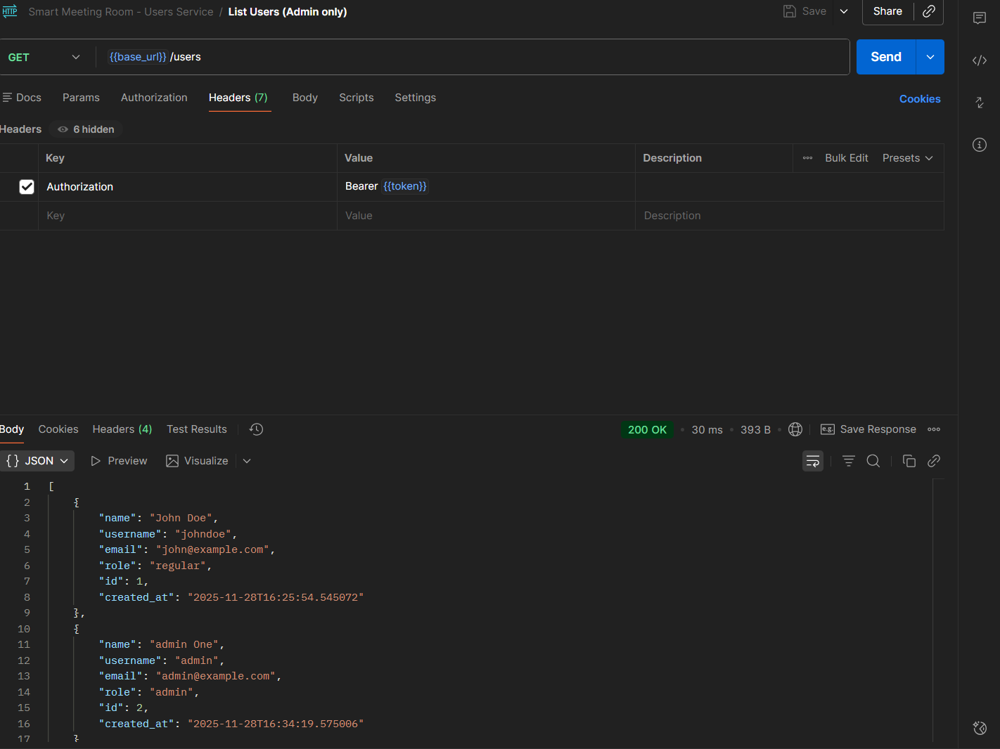 HTTP Smart Meeting Room - Users Service / List Users (Admin only) Save Share
GET {{base_url}} /users Send
Docs Params Authorization Headers (7) Body Scripts Settings Cookies
Headers 6 hidden
Key Value Description Bulk Edit Presets
Authorization Bearer {{token}}
Key Value Description
Body Cookies Headers (4) Test Results 200 OK • 30 ms • 393 B • e.g. Save Response
{} JSON Preview Visualize
1 [
2 {
3 "name": "John Doe",
4 "username": "johndoe",
5 "email": "john@example.com",
6 "role": "regular",
7 "id": 1,
8 "created_at": "2025-11-28T16:25:54.545072"
9 },
10 {
11 "name": "admin One",
12 "username": "admin",
13 "email": "admin@example.com",
14 "role": "admin",
15 "id": 2,
16 "created_at": "2025-11-28T16:34:19.575006"
17 }